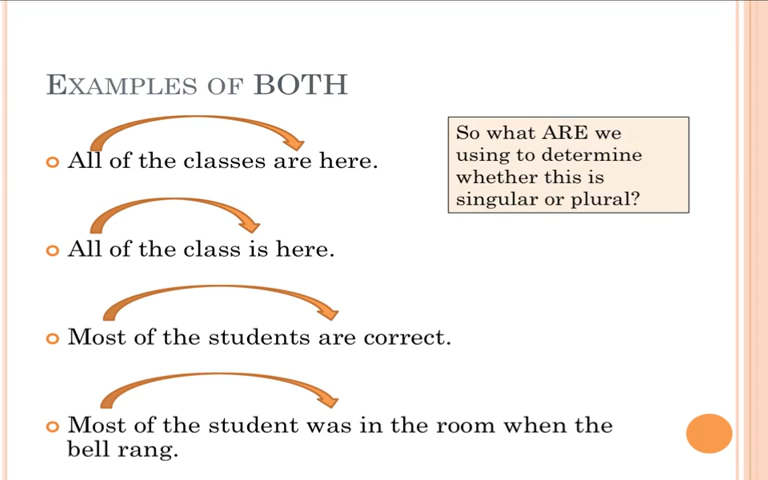 EXAMPLES OF BOTH
All of the classes are here.
All of the class is here.
Most of the students are correct.
Most of the student was in the room when the
bell rang.
So what ARE we
using to determine
whether this is
singular or plural?